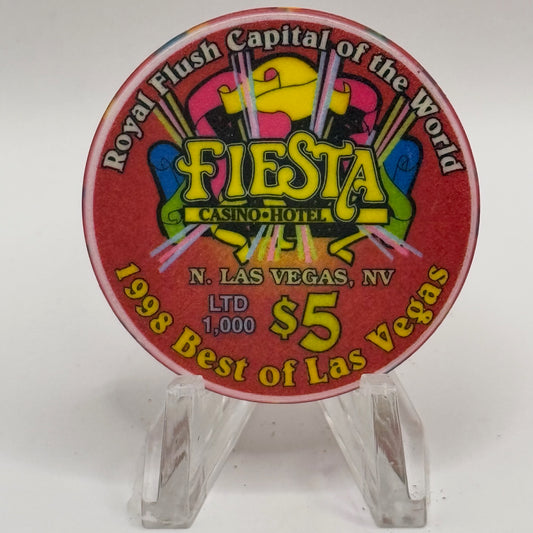 Royal Flush Capital of the World
FIESTA
CASINO•HOTEL
N. LAS VEGAS, NV
LTD
1,000
$5
1998 Best of Las Vegas